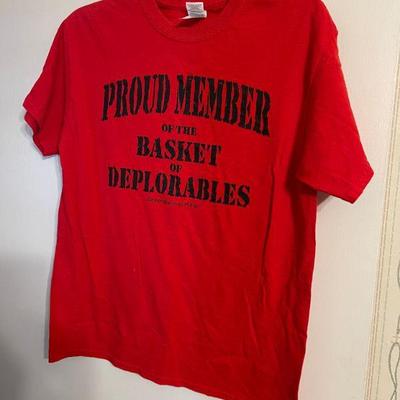 PROUD MEMBER
OF THE
BASKET
OF
DEPLORABLES